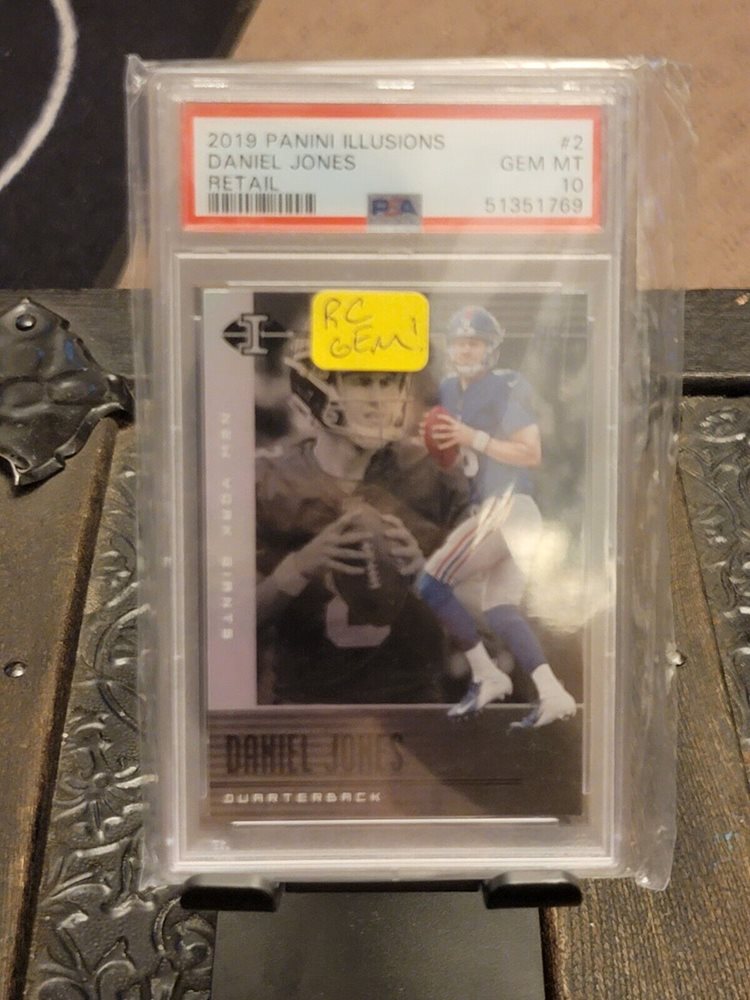 2019 PANINI ILLUSIONS #2
DANIEL JONES GEM MT
RETAIL 10
PSA 51351769
RC
GEM!
I
NEW YORK GIANTS
DANIEL JONES
QUARTERBACK